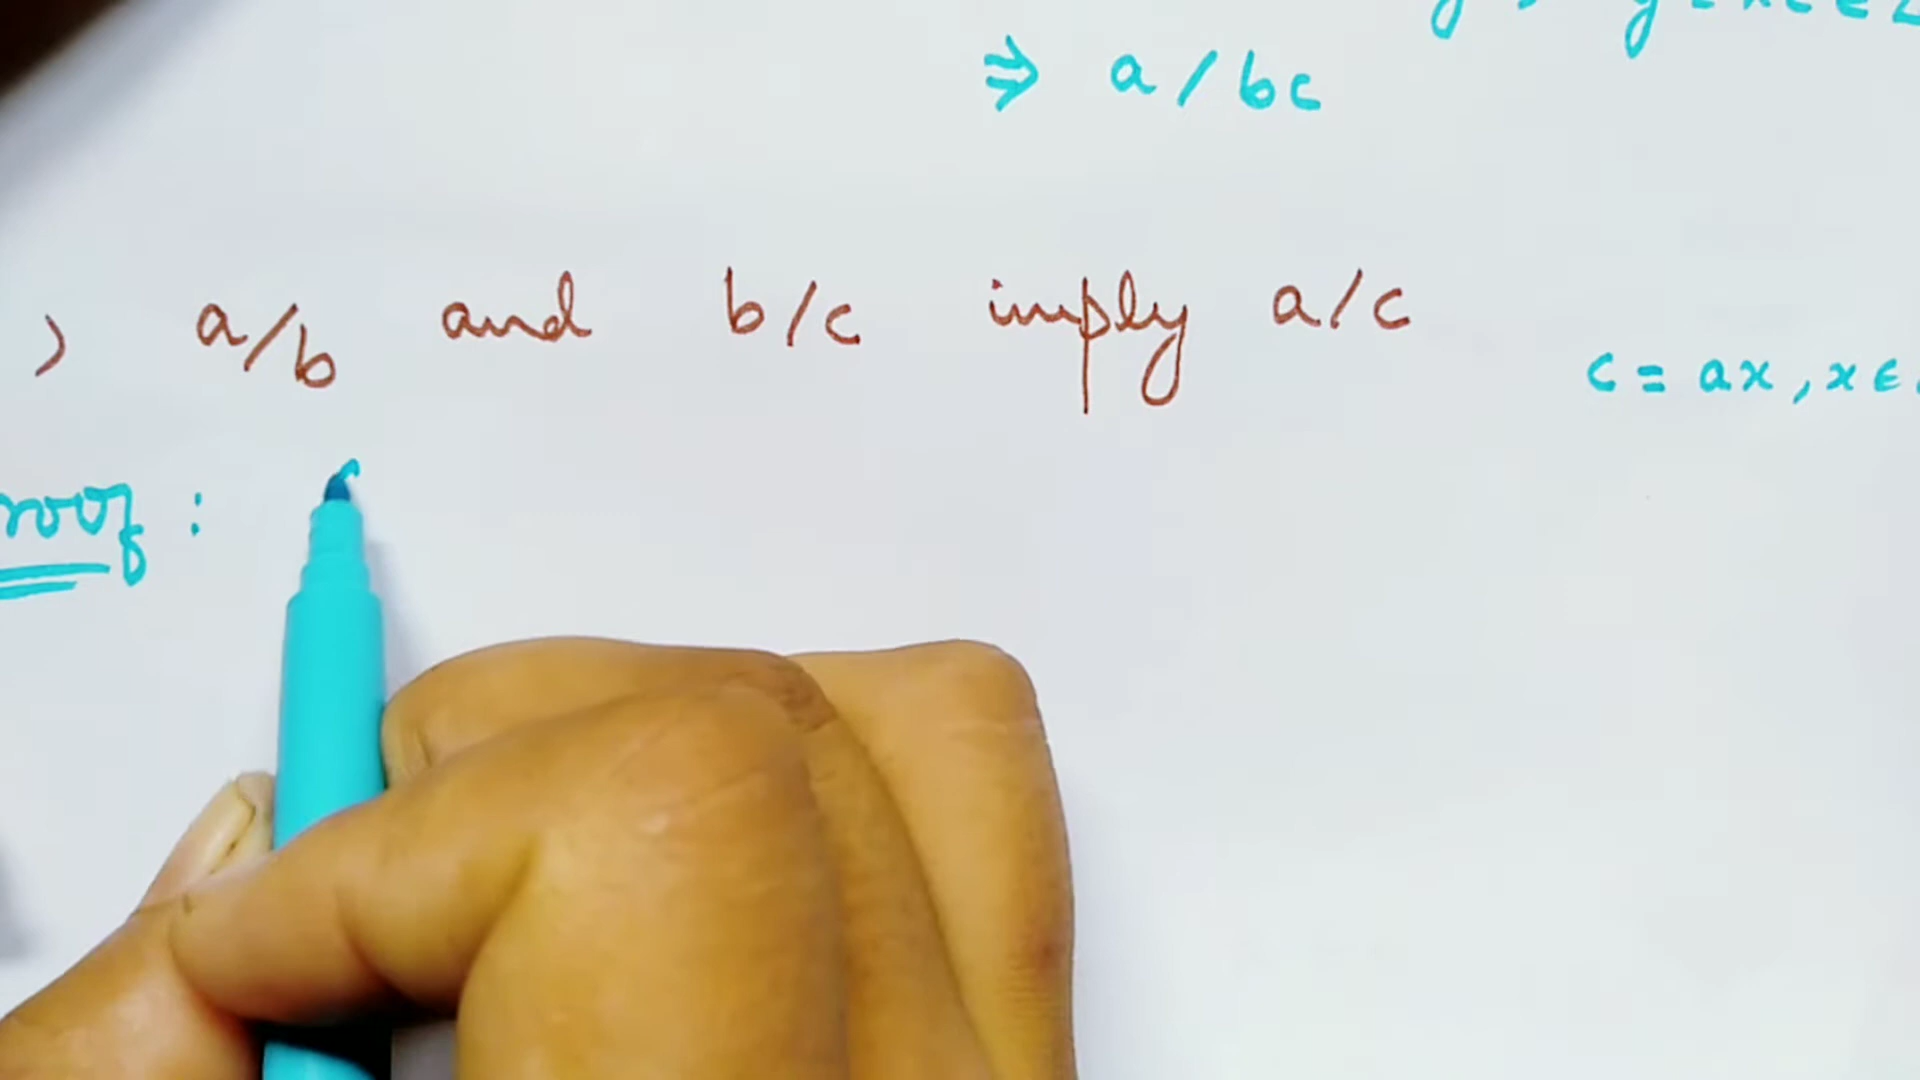 ⇒ a/bc
) a/b and b/c imply a/c
c = ax, x ∈
roof :